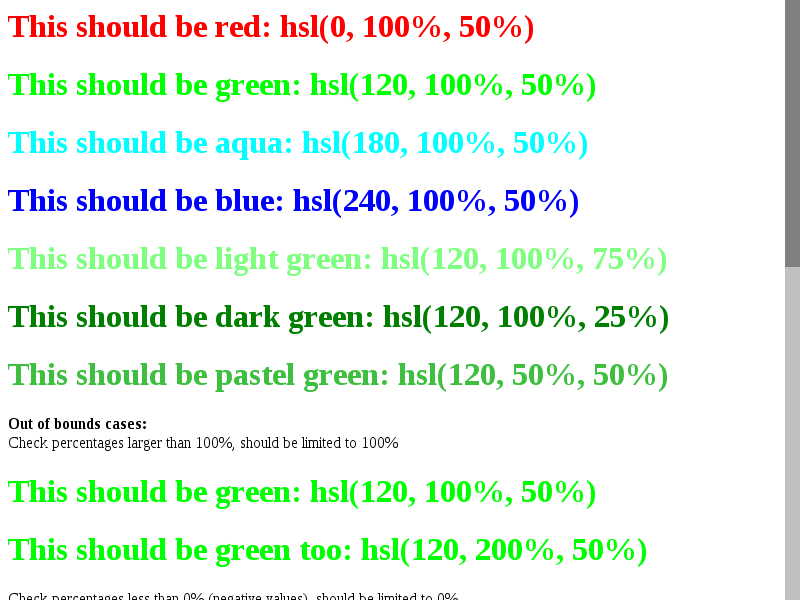 This should be red: hsl(0, 100%, 50%)
This should be green: hsl(120, 100%, 50%)
This should be aqua: hsl(180, 100%, 50%)
This should be blue: hsl(240, 100%, 50%)
This should be light green: hsl(120, 100%, 75%)
This should be dark green: hsl(120, 100%, 25%)
This should be pastel green: hsl(120, 50%, 50%)
Out of bounds cases:
Check percentages larger than 100%, should be limited to 100%
This should be green: hsl(120, 100%, 50%)
This should be green too: hsl(120, 200%, 50%)
Check percentages less than 0% (negative values), should be limited to 0%